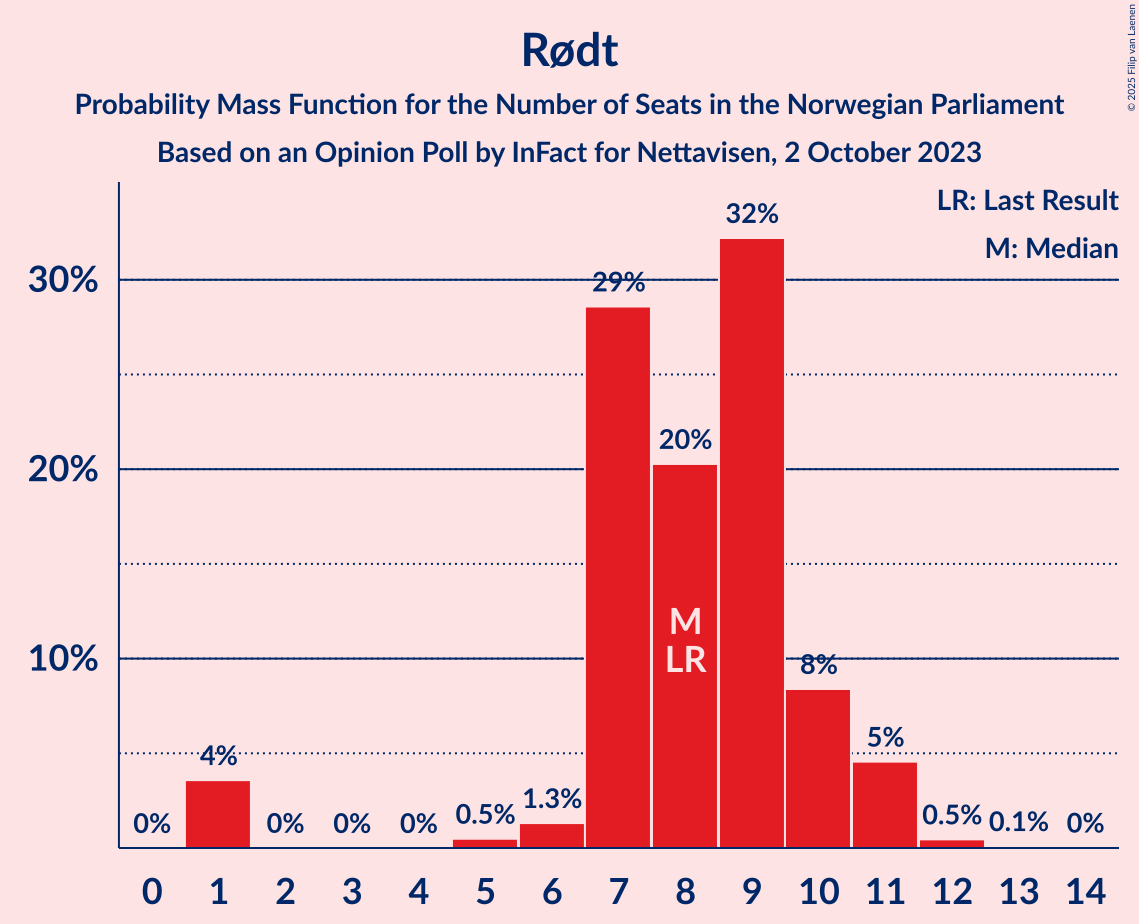 Rødt
Probability Mass Function for the Number of Seats in the Norwegian Parliament
Based on an Opinion Poll by InFact for Nettavisen, 2 October 2023
© 2025 Filip van Laenen
LR: Last Result
M: Median
30%
20%
10%
0%
4%
0%
0%
0%
0.5%
1.3%
29%
20%
32%
8%
5%
0.5%
0.1%
0%
M
LR
0 1 2 3 4 5 6 7 8 9 10 11 12 13 14